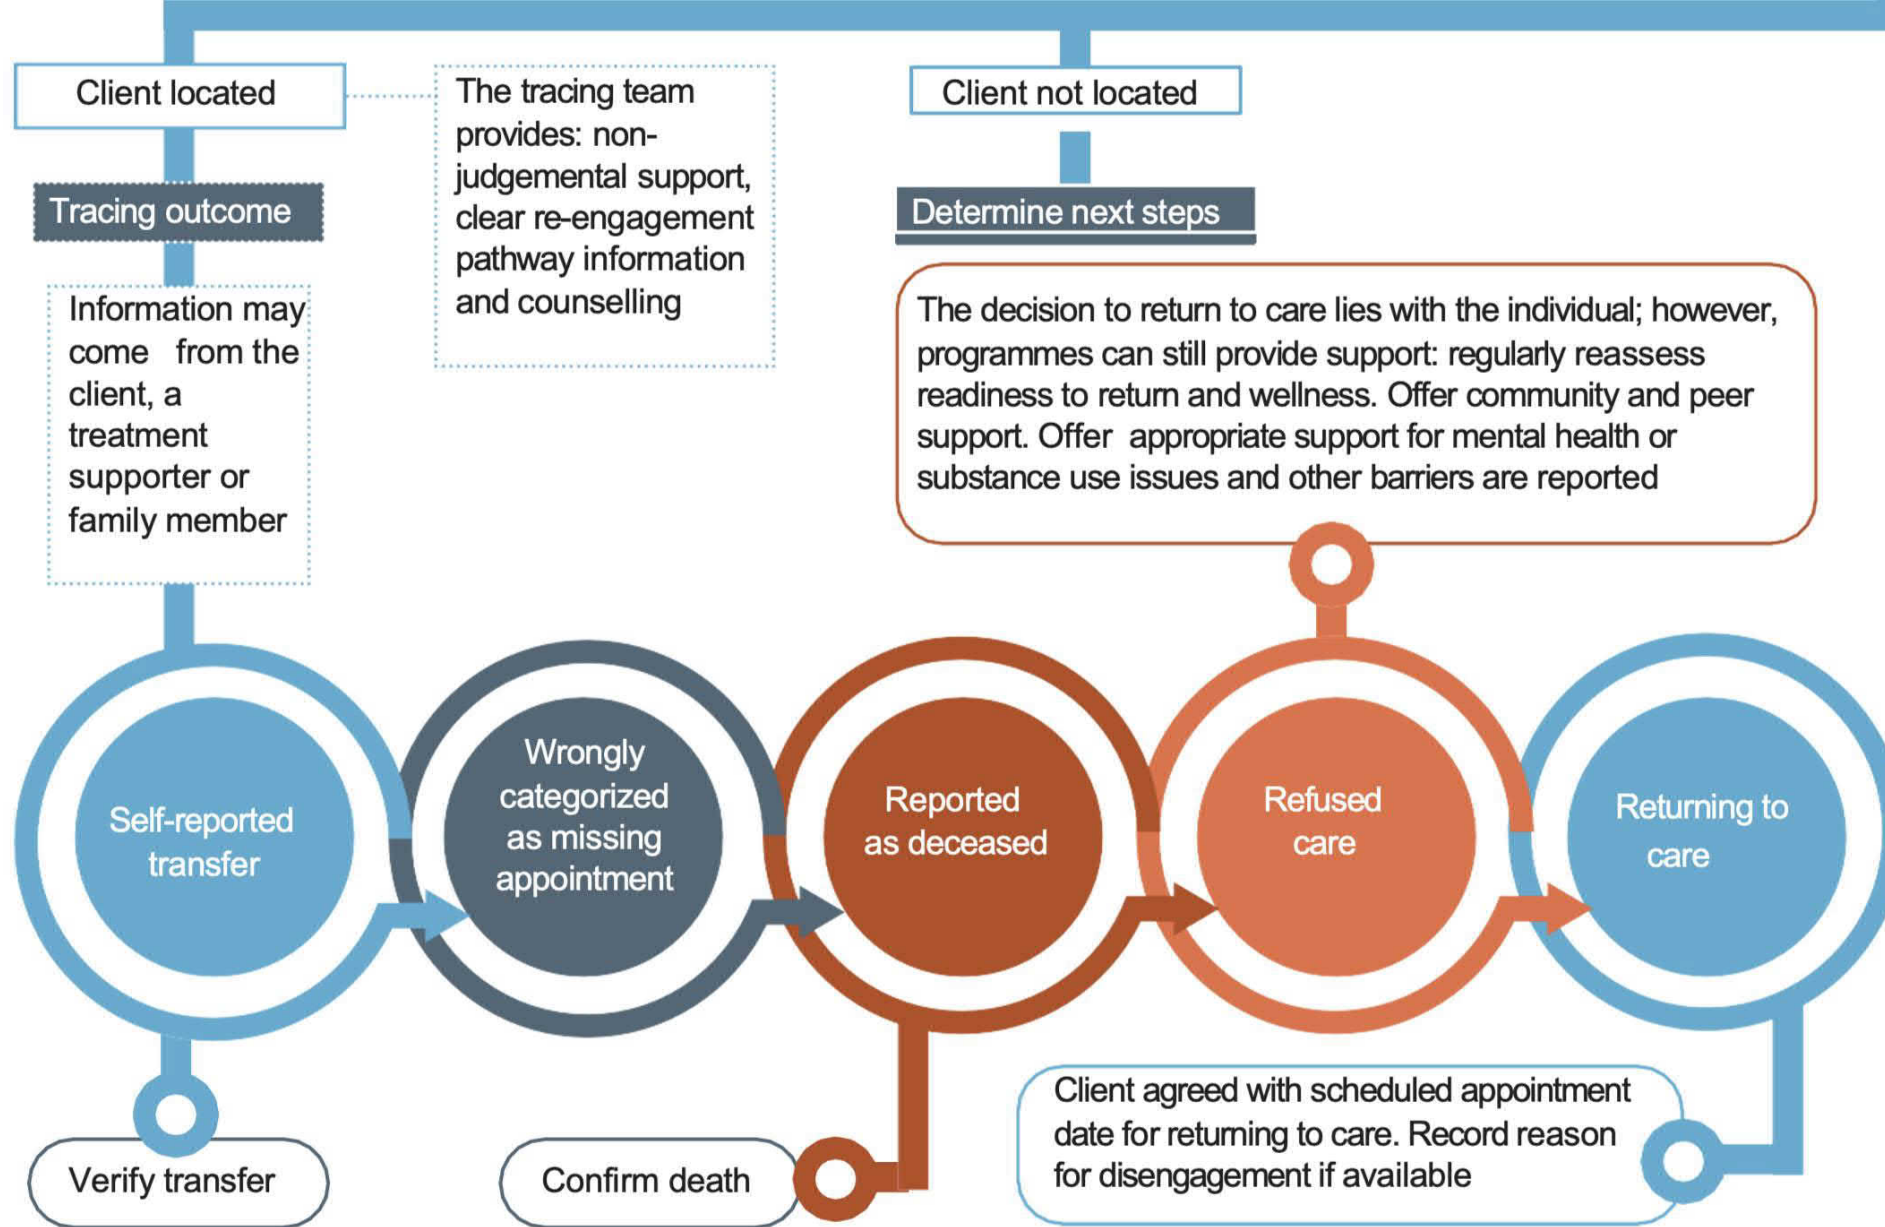 Client located
The tracing team
provides: non-
judgemental support,
clear re-engagement
pathway information
and counselling
Client not located
Tracing outcome
Determine next steps
Information may
come from the
client, a
treatment
supporter or
family member
The decision to return to care lies with the individual; however,
programmes can still provide support: regularly reassess
readiness to return and wellness. Offer community and peer
support. Offer appropriate support for mental health or
substance use issues and other barriers are reported
Self-reported
transfer
Wrongly
categorized
as missing
appointment
Reported
as deceased
Refused
care
Returning to
care
Verify transfer
Confirm death
Client agreed with scheduled appointment
date for returning to care. Record reason
for disengagement if available